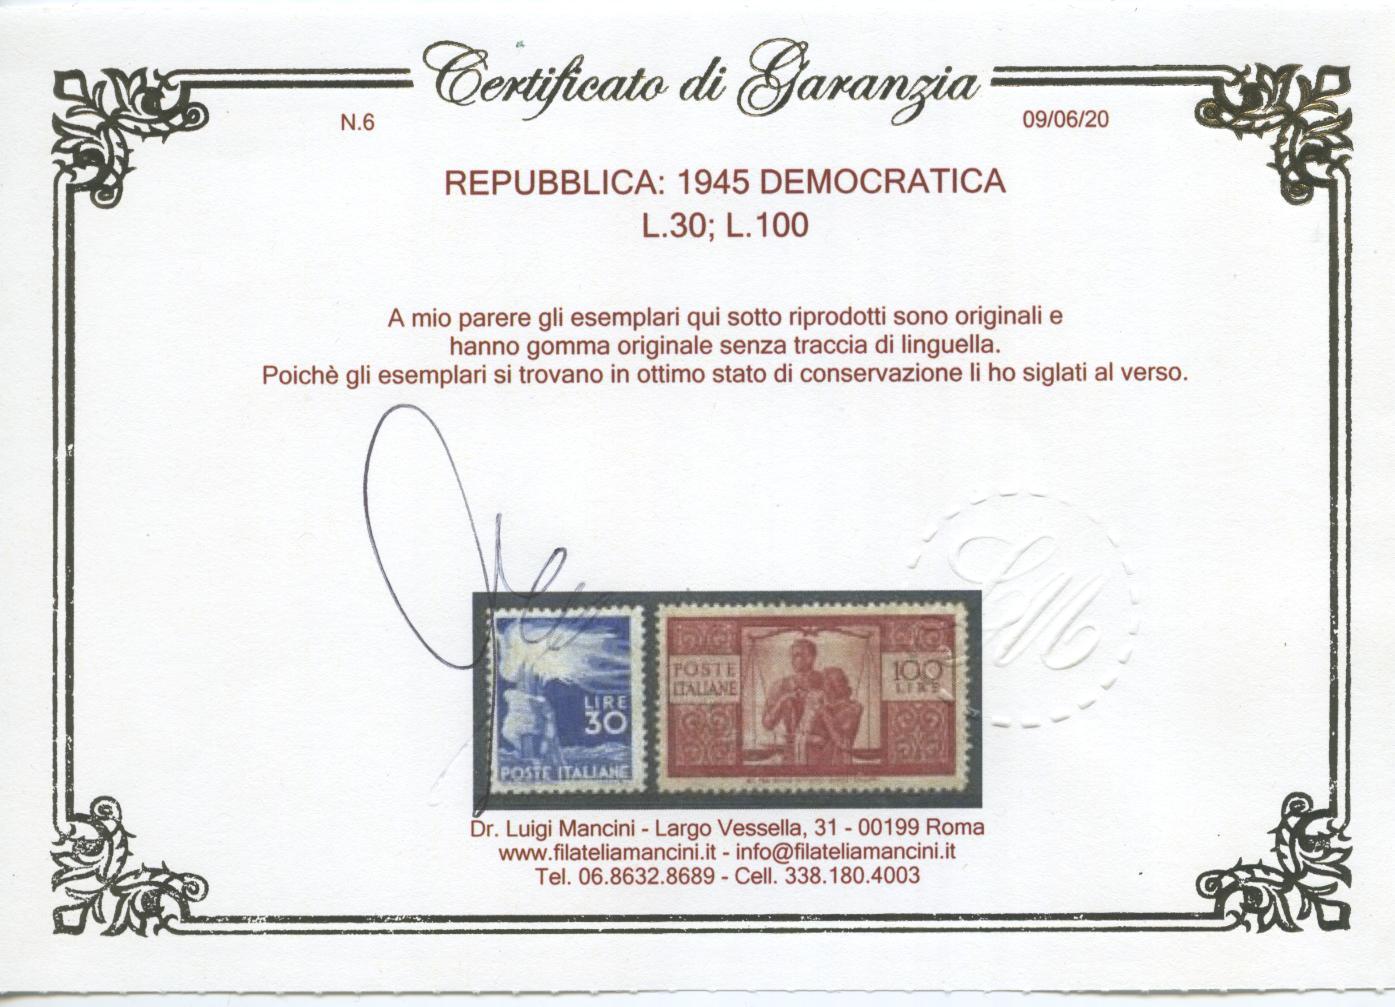 Certificato di Garanzia
N.6
09/06/20
REPUBBLICA: 1945 DEMOCRATICA
L.30; L.100
A mio parere gli esemplari qui sotto riprodotti sono originali e
hanno gomma originale senza traccia di linguella.
Poichè gli esemplari si trovano in ottimo stato di conservazione li ho siglati al verso.
LIRE
30
POSTE ITALIANE
POSTE
ITALIANE
100
LIRE
Dr. Luigi Mancini - Largo Vessella, 31 - 00199 Roma
www.filateliamancini.it - info@filateliamancini.it
Tel. 06.8632.8689 - Cell. 338.180.4003